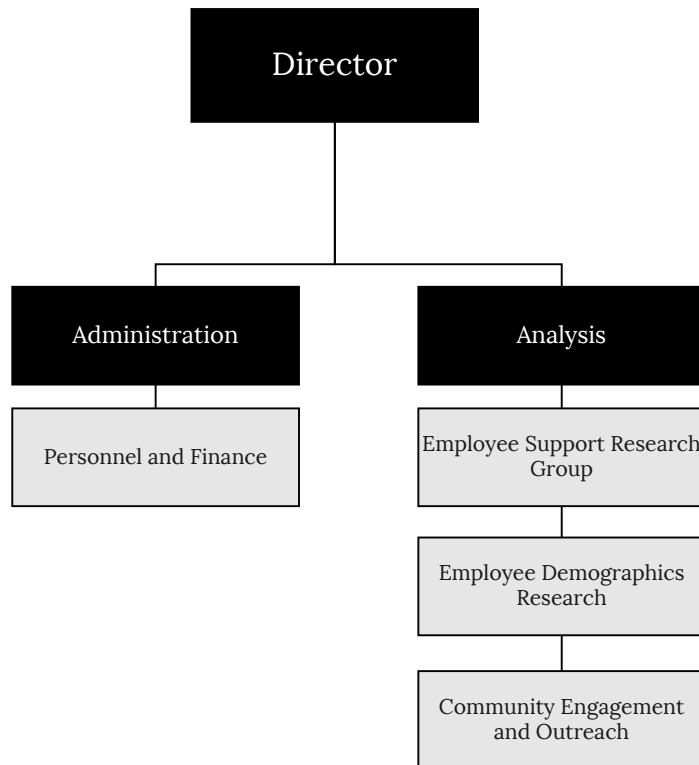 Director
Administration
Analysis
Personnel and Finance
Employee Support Research
Group
Employee Demographics
Research
Community Engagement
and Outreach